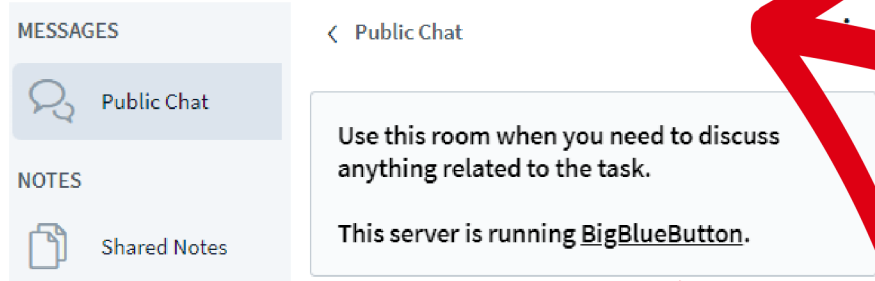 MESSAGES
Public Chat
NOTES
Shared Notes
Public Chat
Use this room when you need to discuss
anything related to the task.
This server is running BigBlueButton.